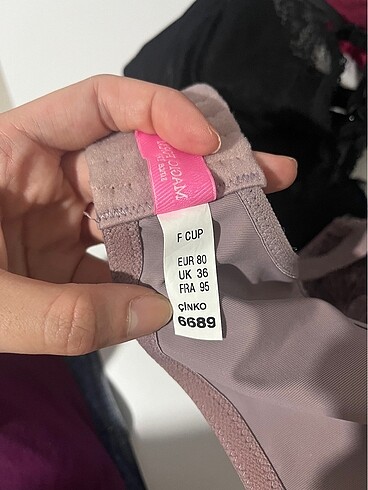 F CUP
EUR 80
UK 36
FRA 95
ÇİNKO
6689